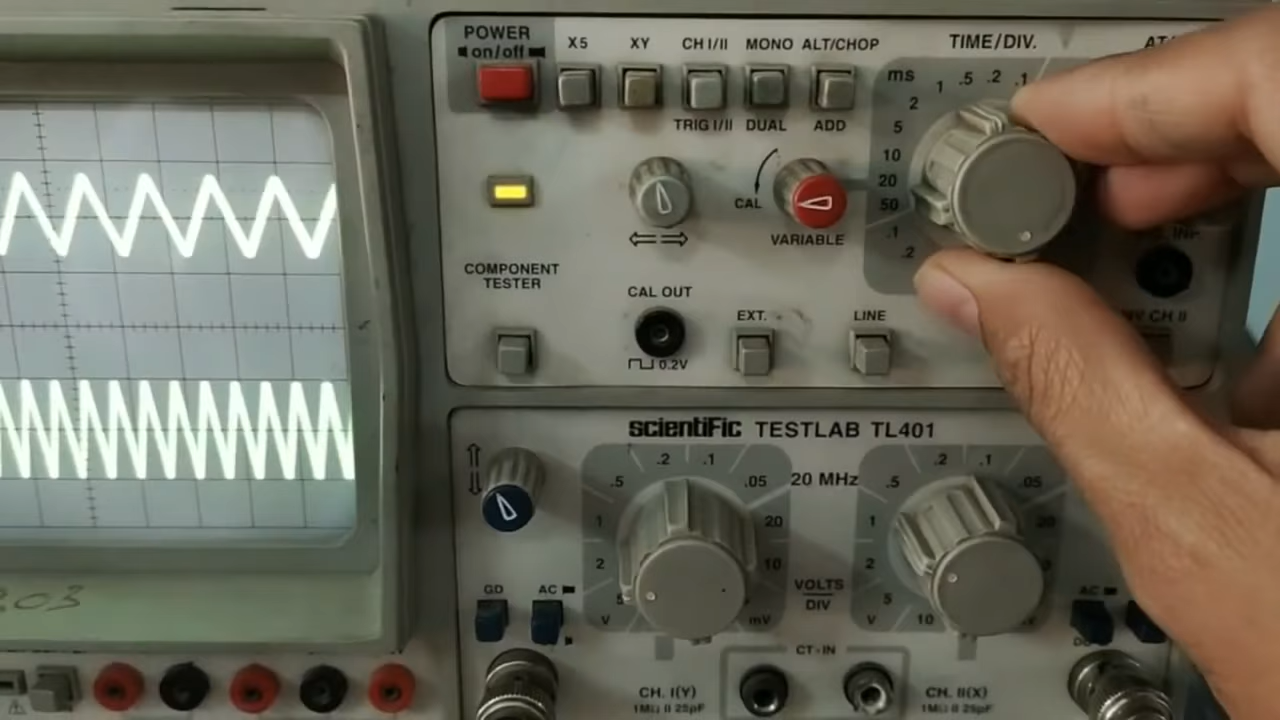 POWER
on/off
X5 XY CH I/II MONO ALT/CHOP
TRIG I/II DUAL ADD
TIME/DIV.
ms 1 .5 .2 .1
2
5
10
20
50
.1
.2
CAL
VARIABLE
COMPONENT
TESTER
CAL OUT
0.2V
EXT. LINE
CH II
scientiFic TESTLAB TL401
20 MHz
.5 .2 .1 .05
1 20
2 10
5
V mV
.5 .2 .1 .05
1 20
2
5
V 10
VOLTS
DIV
GD AC
AC
CT-IN
CH. I(Y)
1MΩ II 25pF
CH. II(X)
1MΩ II 25pF
203